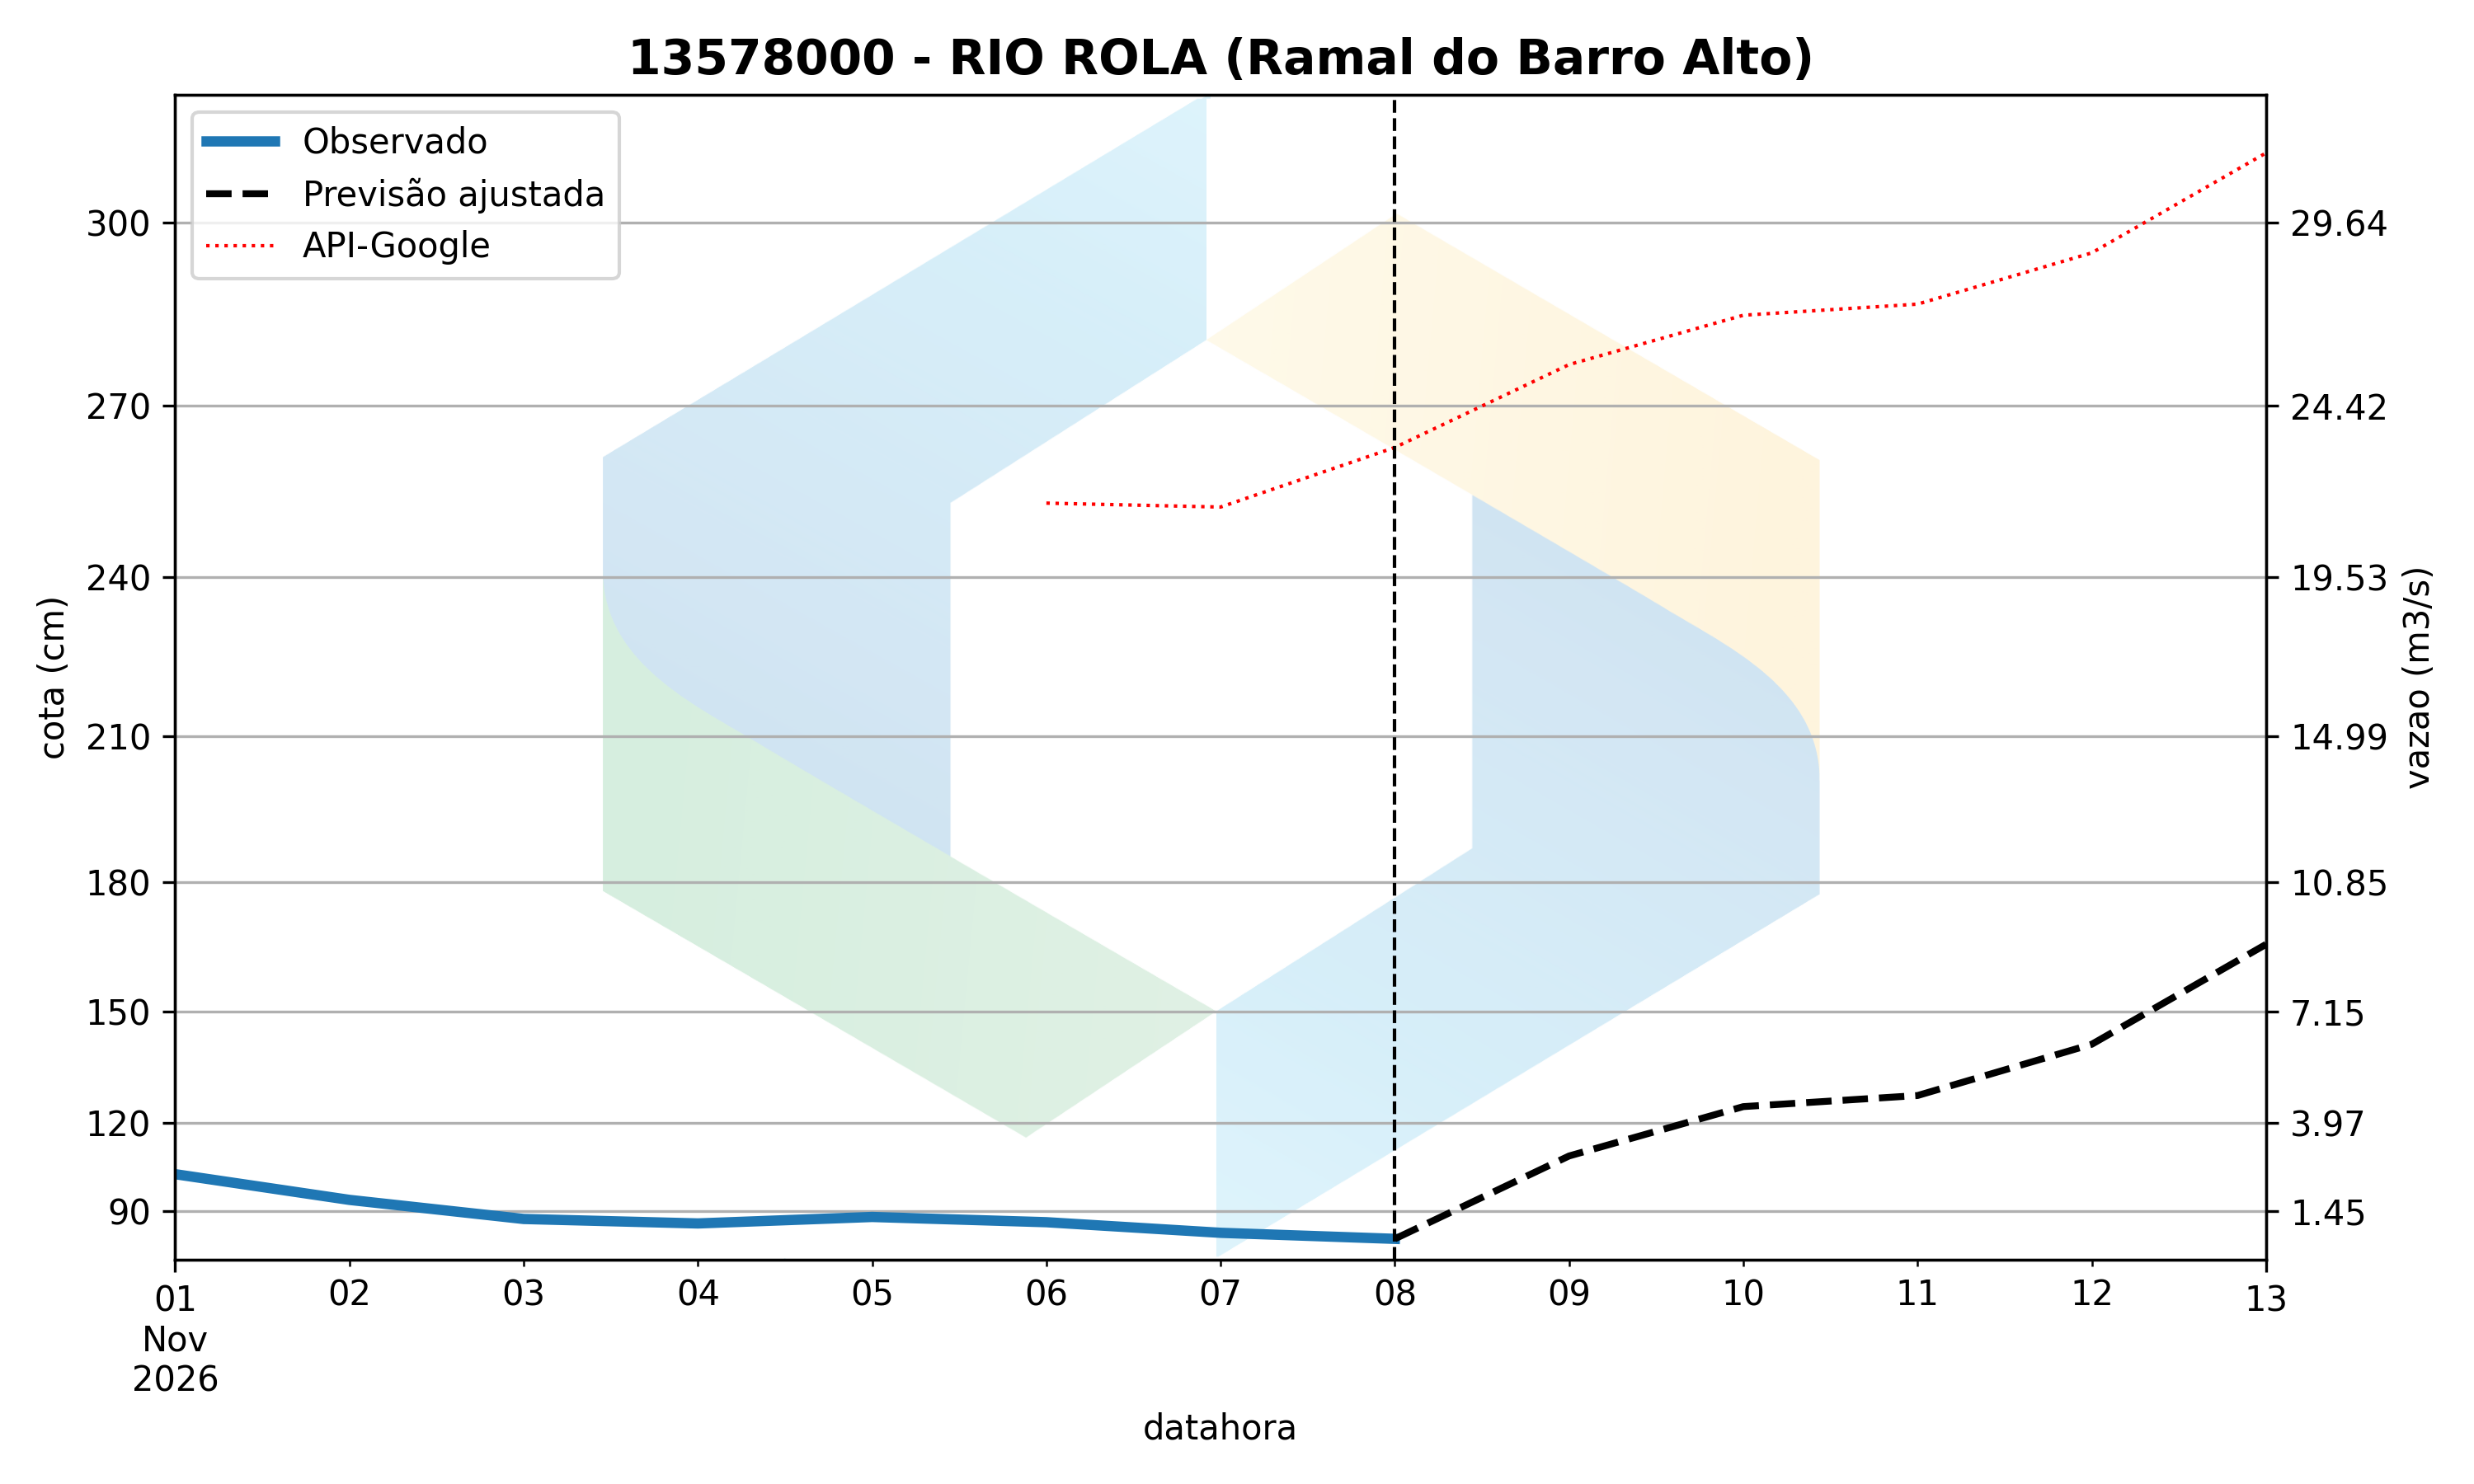 13578000 - RIO ROLA (Ramal do Barro Alto)
Observado
Previsão ajustada
API-Google
300
270
240
210
180
150
120
90
cota (cm)
29.64
24.42
19.53
14.99
10.85
7.15
3.97
1.45
vazao (m3/s)
01 02 03 04 05 06 07 08 09 10 11 12 13
Nov
2026
datahora